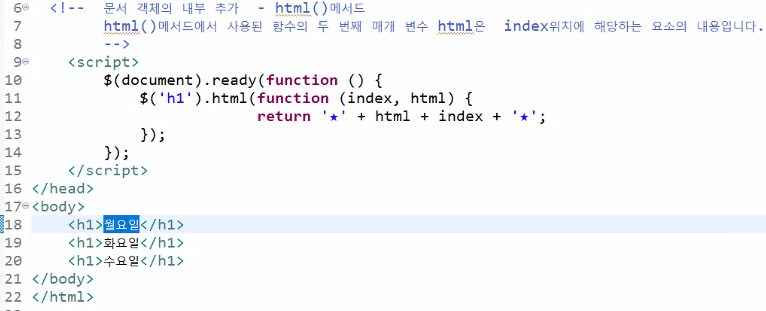 6 <!-- 문서 객체의 내부 추가 - html()메서드
7 html()메서드에서 사용된 함수의 두 번째 매개 변수 html은 index위치에 해당하는 요소의 내용입니다.
8 -->
9 <script>
10 $(document).ready(function () {
11 $('h1').html(function (index, html) {
12 return '★' + html + index + '★';
13 });
14 });
15 </script>
16 </head>
17 <body>
18 <h1>월요일</h1>
19 <h1>화요일</h1>
20 <h1>수요일</h1>
21 </body>
22 </html>